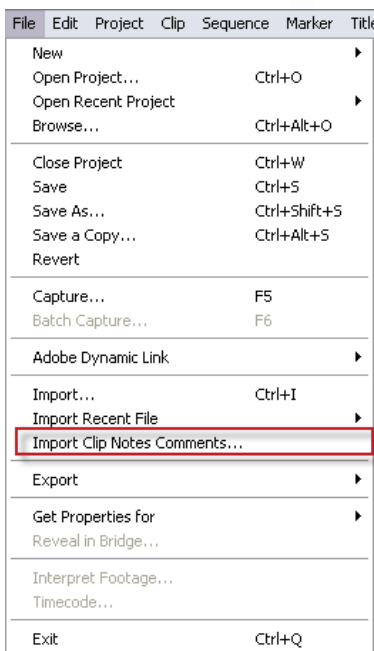 File Edit Project Clip Sequence Marker
New
Open Project... Ctrl+O
Open Recent Project
Browse... Ctrl+Alt+O
Close Project Ctrl+W
Save Ctrl+S
Save As... Ctrl+Shift+S
Save a Copy... Ctrl+Alt+S
Revert
Capture... F5
Batch Capture... F6
Adobe Dynamic Link
Import... Ctrl+I
Import Recent File
Import Clip Notes Comments...
Export
Get Properties for
Reveal in Bridge...
Interpret Footage...
Timecode...
Exit Ctrl+Q